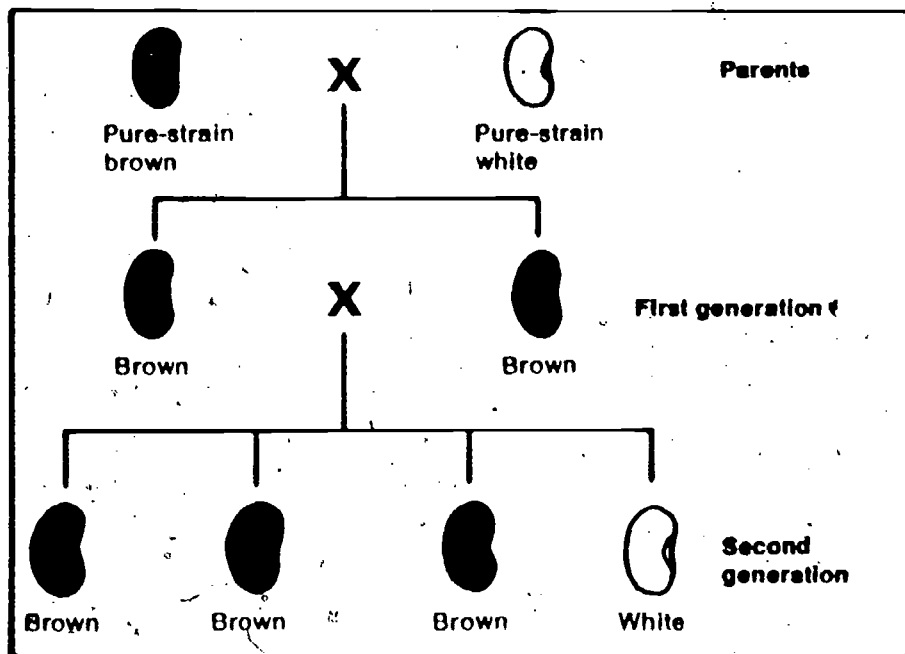 X
Parents
Pure-strain
brown
Pure-strain
white
X
First generation
Brown
Brown
Second
generation
Brown
Brown
Brown
White